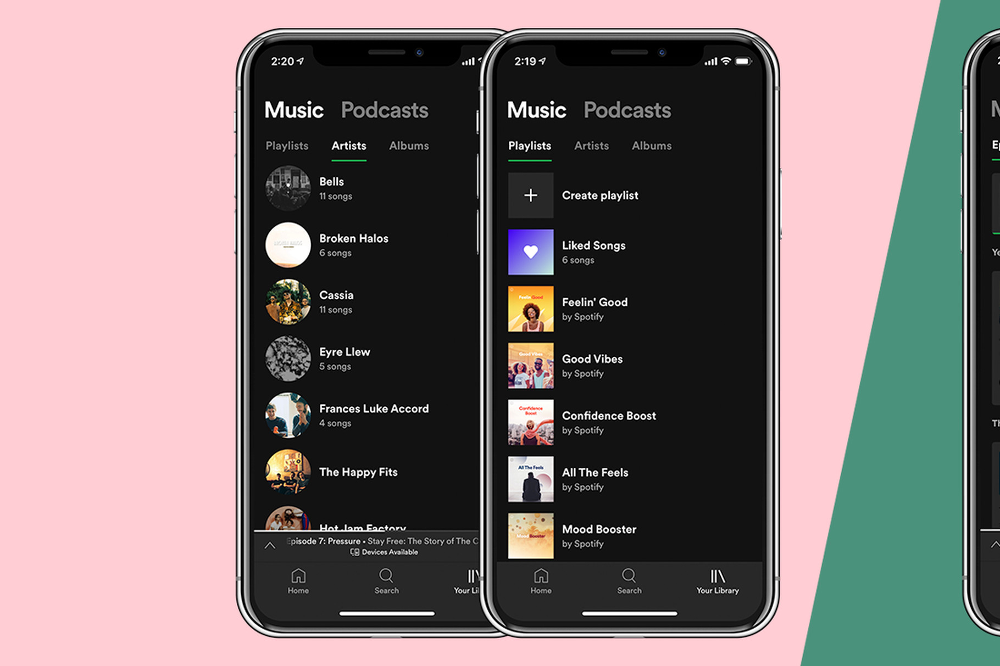 2:20
Music Podcasts
Playlists Artists Albums
Bells
11 songs
Broken Halos
6 songs
Cassia
11 songs
Eyre Llew
5 songs
Frances Luke Accord
4 songs
The Happy Fits
Hot Jam Factory
Episode 7: Pressure • Stay Free: The Story of The C
Devices Available
Home Search Your Li
2:19
Music Podcasts
Playlists Artists Albums
Create playlist
Liked Songs
6 songs
Feelin' Good
Feelin' Good
by Spotify
Good Vibes
Good Vibes
by Spotify
Confidence
Boost
Confidence Boost
by Spotify
All The Feels
All The Feels
by Spotify
Mood Booster
Mood Booster
by Spotify
Home Search Your Library
M
Ep
Ye
Th